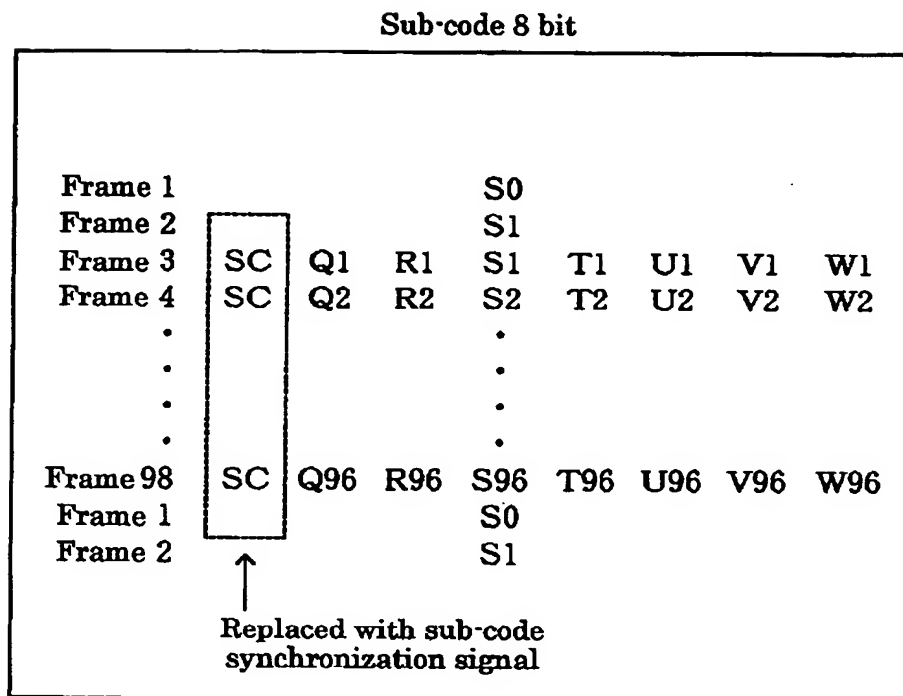 Sub-code 8 bit
Frame 1 S0
Frame 2 S1
Frame 3 SC Q1 R1 S1 T1 U1 V1 W1
Frame 4 SC Q2 R2 S2 T2 U2 V2 W2
Frame 98 SC Q96 R96 S96 T96 U96 V96 W96
Frame 1 S0
Frame 2 S1
Replaced with sub-code
synchronization signal